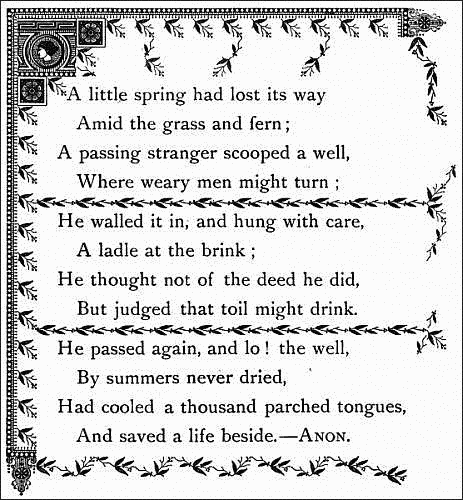 A little spring had lost its way
Amid the grass and fern;
A passing stranger scooped a well,
Where weary men might turn;
He walled it in, and hung with care,
A ladle at the brink;
He thought not of the deed he did,
But judged that toil might drink.
He passed again, and lo! the well,
By summers never dried,
Had cooled a thousand parched tongues,
And saved a life beside.—ANON.